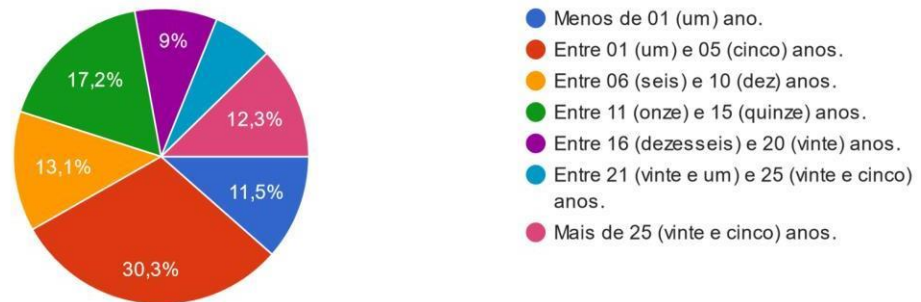 9%
17,2%
12,3%
13,1%
11,5%
30,3%
Menos de 01 (um) ano.
Entre 01 (um) e 05 (cinco) anos.
Entre 06 (seis) e 10 (dez) anos.
Entre 11 (onze) e 15 (quinze) anos.
Entre 16 (dezesseis) e 20 (vinte) anos.
Entre 21 (vinte e um) e 25 (vinte e cinco)
anos.
Mais de 25 (vinte e cinco) anos.